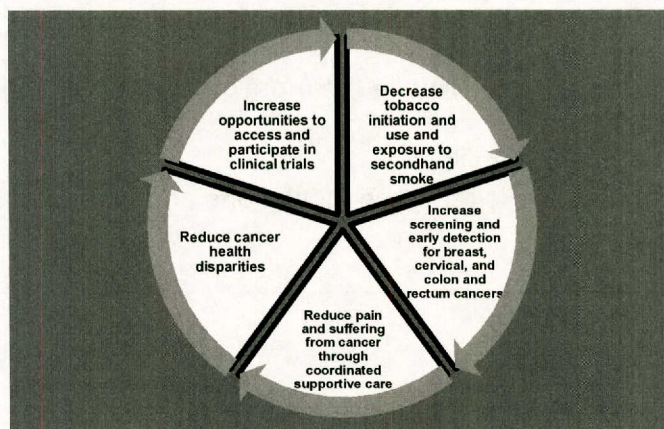 Increase
opportunities to
access and
participate in
clinical trials
Decrease
tobacco
initiation and
use and
exposure to
secondhand
smoke
Increase
screening and
early detection
for breast,
cervical, and
colon and
rectum cancers
Reduce pain
and suffering
from cancer
through
coordinated
supportive care
Reduce cancer
health
disparities